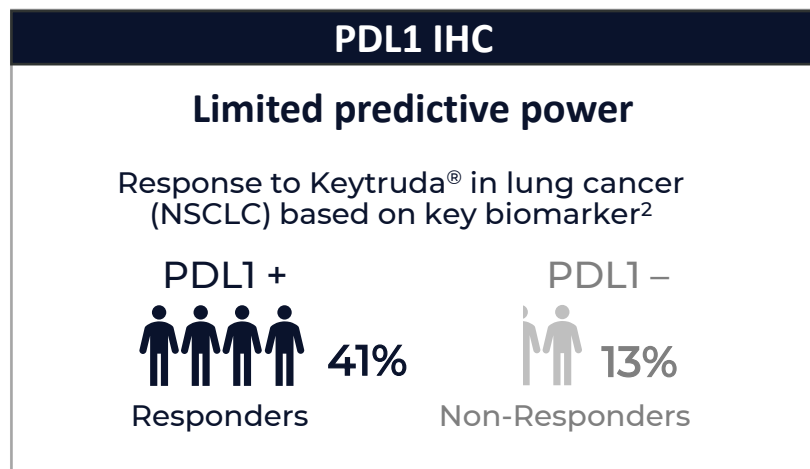 PDL1 IHC
Limited predictive power
Response to Keytruda® in lung cancer
(NSCLC) based on key biomarker²
PDL1 +
PDL1 –
41%
13%
Responders
Non-Responders